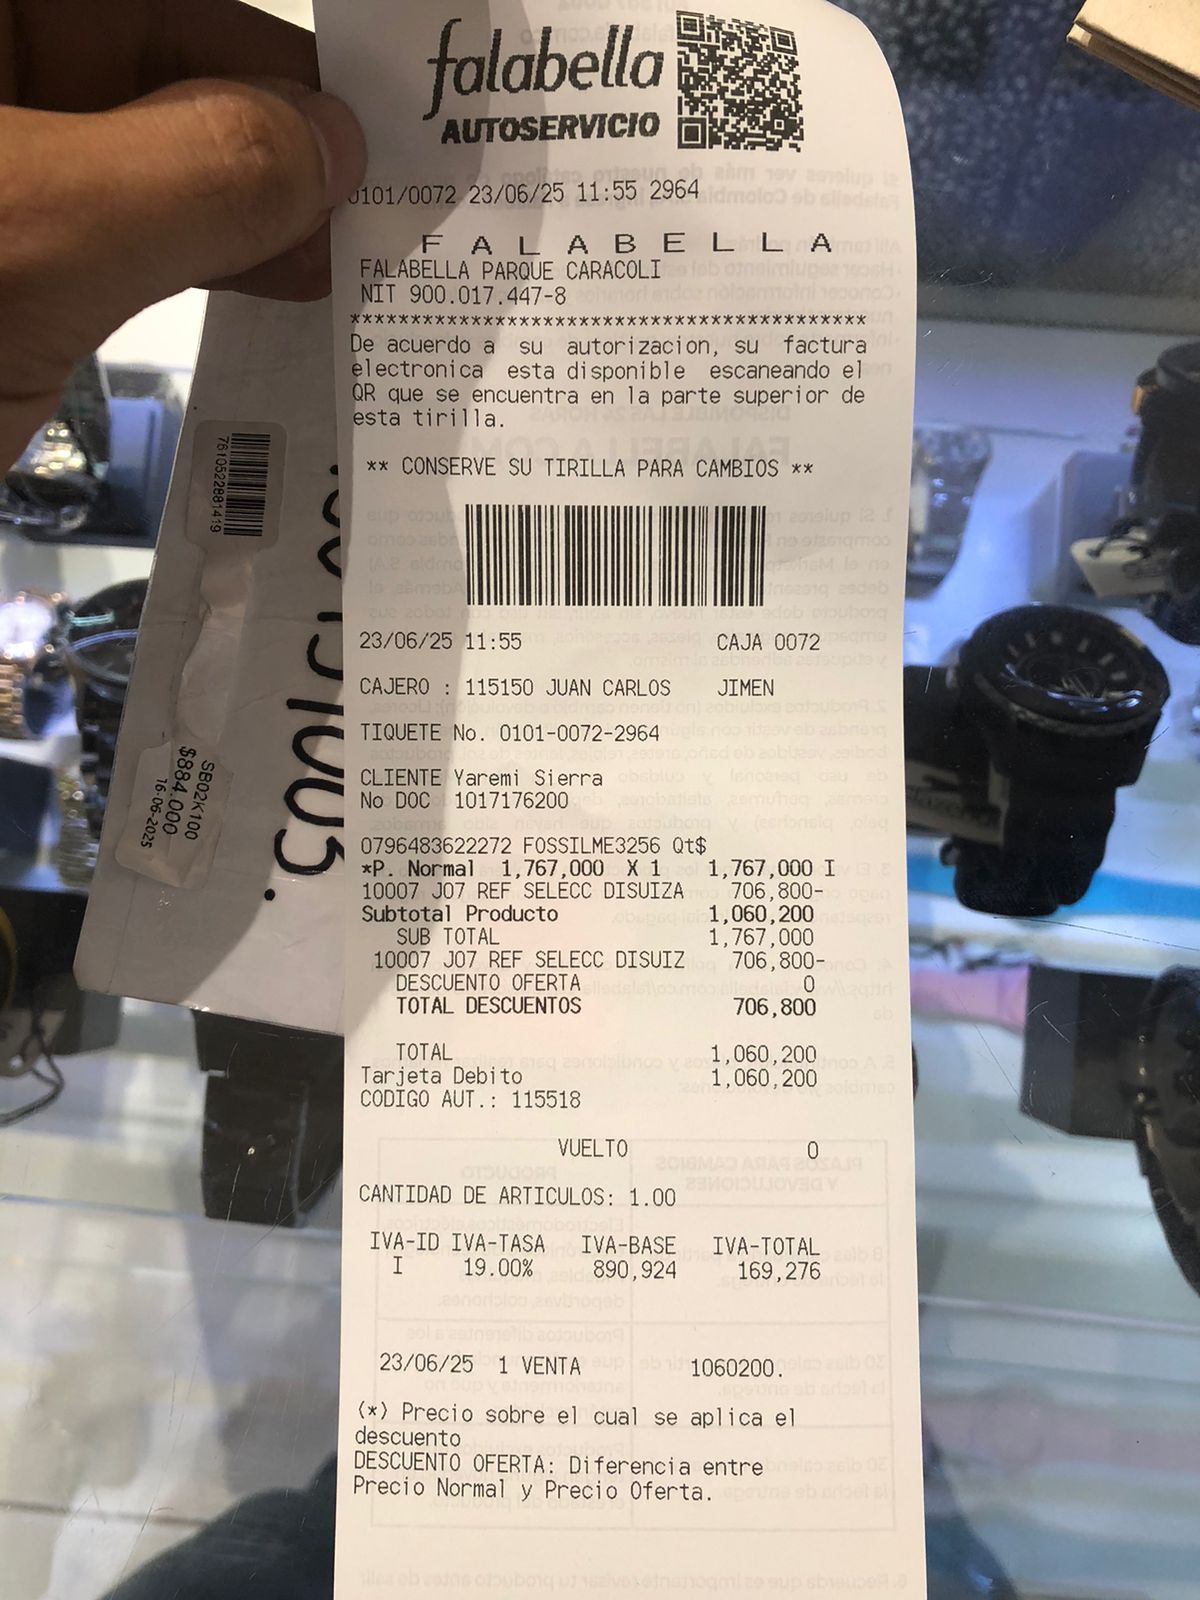 falabella
AUTOSERVICIO
0101/0072 23/06/25 11:55 2964
F A L A B E L L A
FALABELLA PARQUE CARACOLI
NIT 900.017.447-8
*******************************************
De acuerdo a su autorizacion, su factura
electronica esta disponible escaneando el
QR que se encuentra en la parte superior de
esta tirilla.
** CONSERVE SU TIRILLA PARA CAMBIOS **
23/06/25 11:55 CAJA 0072
CAJERO : 115150 JUAN CARLOS JIMEN
TIQUETE No. 0101-0072-2964
CLIENTE Yaremi Sierra
No DOC 1017176200
0796483622272 FOSSILME3256 Qt$
*P. Normal 1,767,000 X 1 1,767,000 I
10007 J07 REF SELECC DISUIZA 706,800-
Subtotal Producto 1,060,200
SUB TOTAL 1,767,000
10007 J07 REF SELECC DISUIZ 706,800-
DESCUENTO OFERTA 0
TOTAL DESCUENTOS 706,800
TOTAL 1,060,200
Tarjeta Debito 1,060,200
CODIGO AUT.: 115518
VUELTO 0
CANTIDAD DE ARTICULOS: 1.00
IVA-ID IVA-TASA IVA-BASE IVA-TOTAL
I 19.00% 890,924 169,276
23/06/25 1 VENTA 1060200.
(*) Precio sobre el cual se aplica el
descuento
DESCUENTO OFERTA: Diferencia entre
Precio Normal y Precio Oferta.
7610522881419
SB02K100
$884.000
16-06-2025